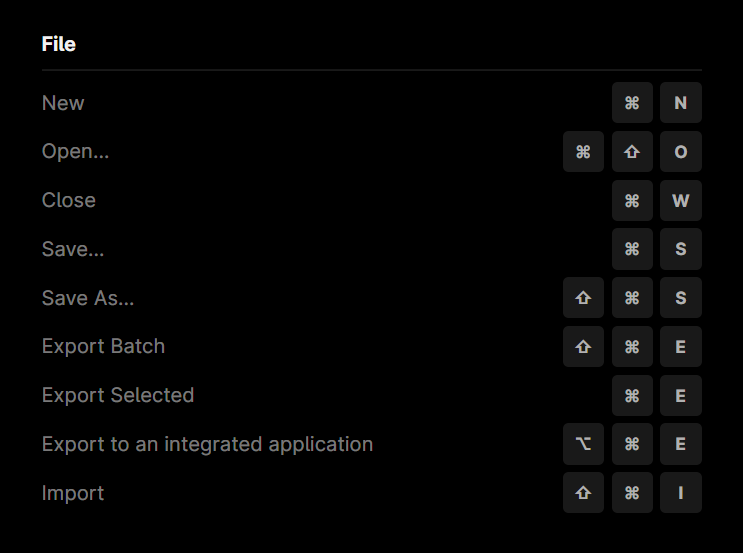 File
New ⌘ N
Open... ⌘ ⇧ O
Close ⌘ W
Save... ⌘ S
Save As... ⇧ ⌘ S
Export Batch ⇧ ⌘ E
Export Selected ⌘ E
Export to an integrated application ⌥ ⌘ E
Import ⇧ ⌘ I